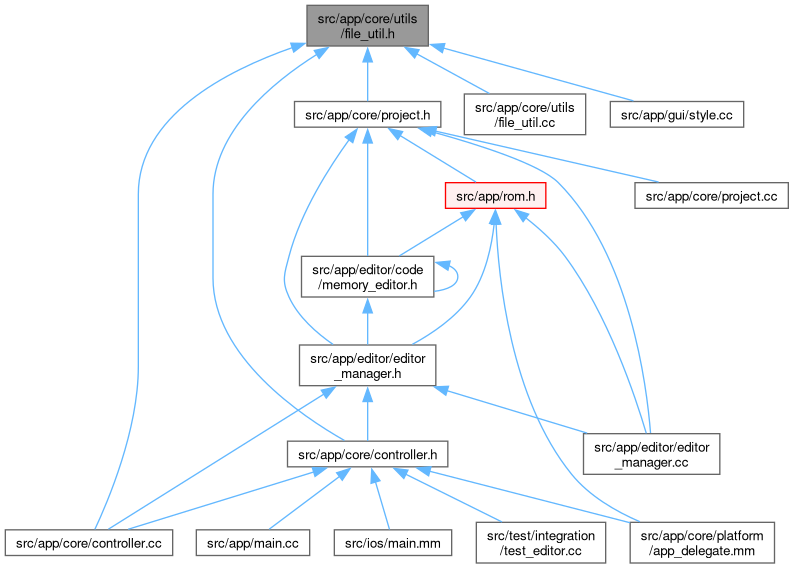 src/app/core/utils
/file_util.h
src/app/core/project.h
src/app/core/utils
/file_util.cc
src/app/gui/style.cc
src/app/rom.h
src/app/core/project.cc
src/app/editor/code
/memory_editor.h
src/app/editor/editor
_manager.h
src/app/core/controller.h
src/app/editor/editor
_manager.cc
src/app/core/controller.cc
src/app/main.cc
src/ios/main.mm
src/test/integration
/test_editor.cc
src/app/core/platform
/app_delegate.mm